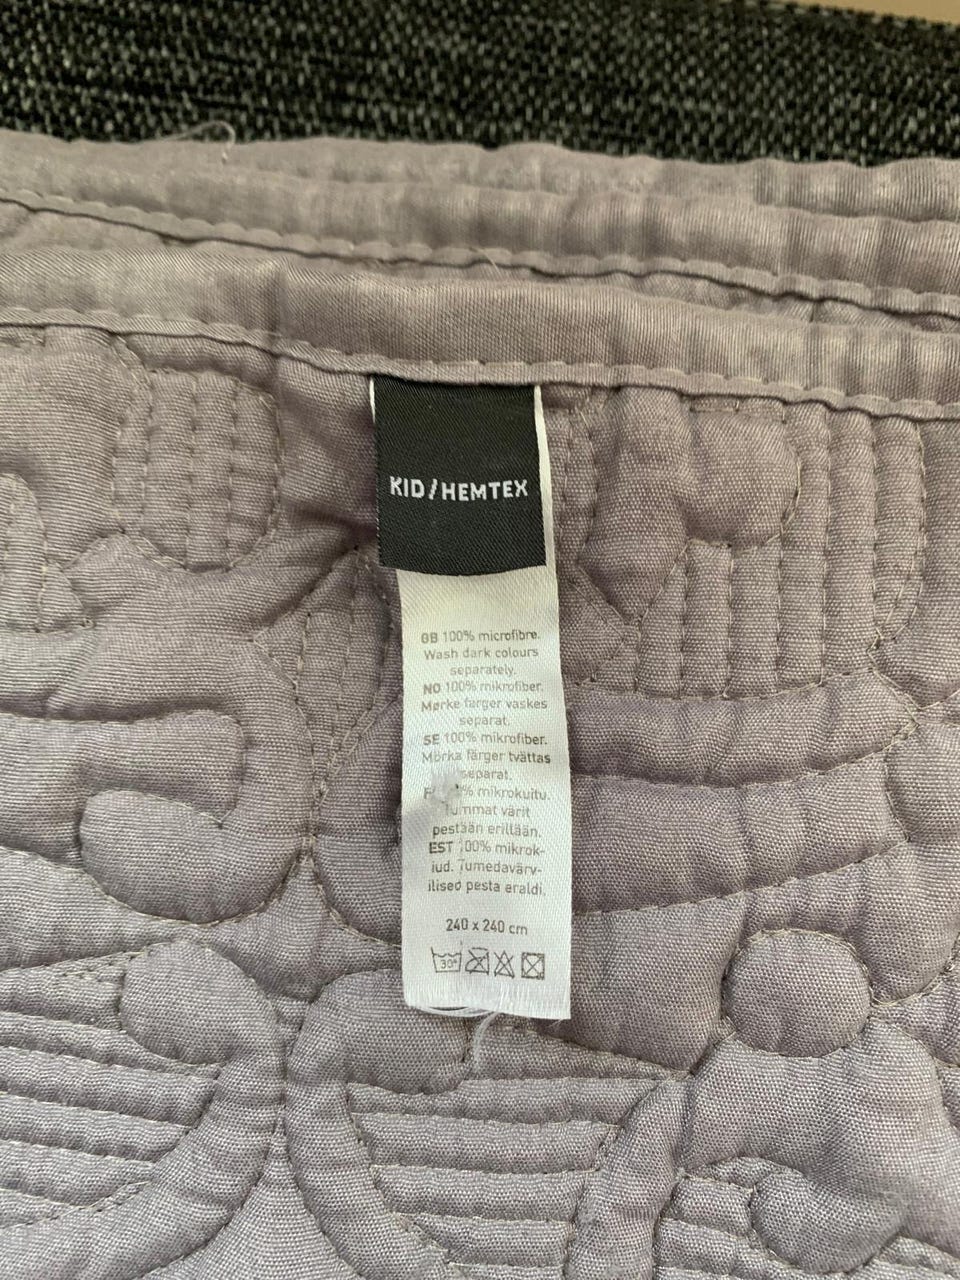 KID/HEMTEX
GB 100% microfibre.
Wash dark colours
separately.
NO 100% mikrofiber.
Mørke farger vaskes
separat.
SE 100% mikrofiber.
Mörka färger tvättas
separat.
% mikrokuitu.
värit
pestään erillään.
EST 100% mikrok-
iud. Tumedavärv-
ilised pesta eraldi.
240 x 240 cm
30°